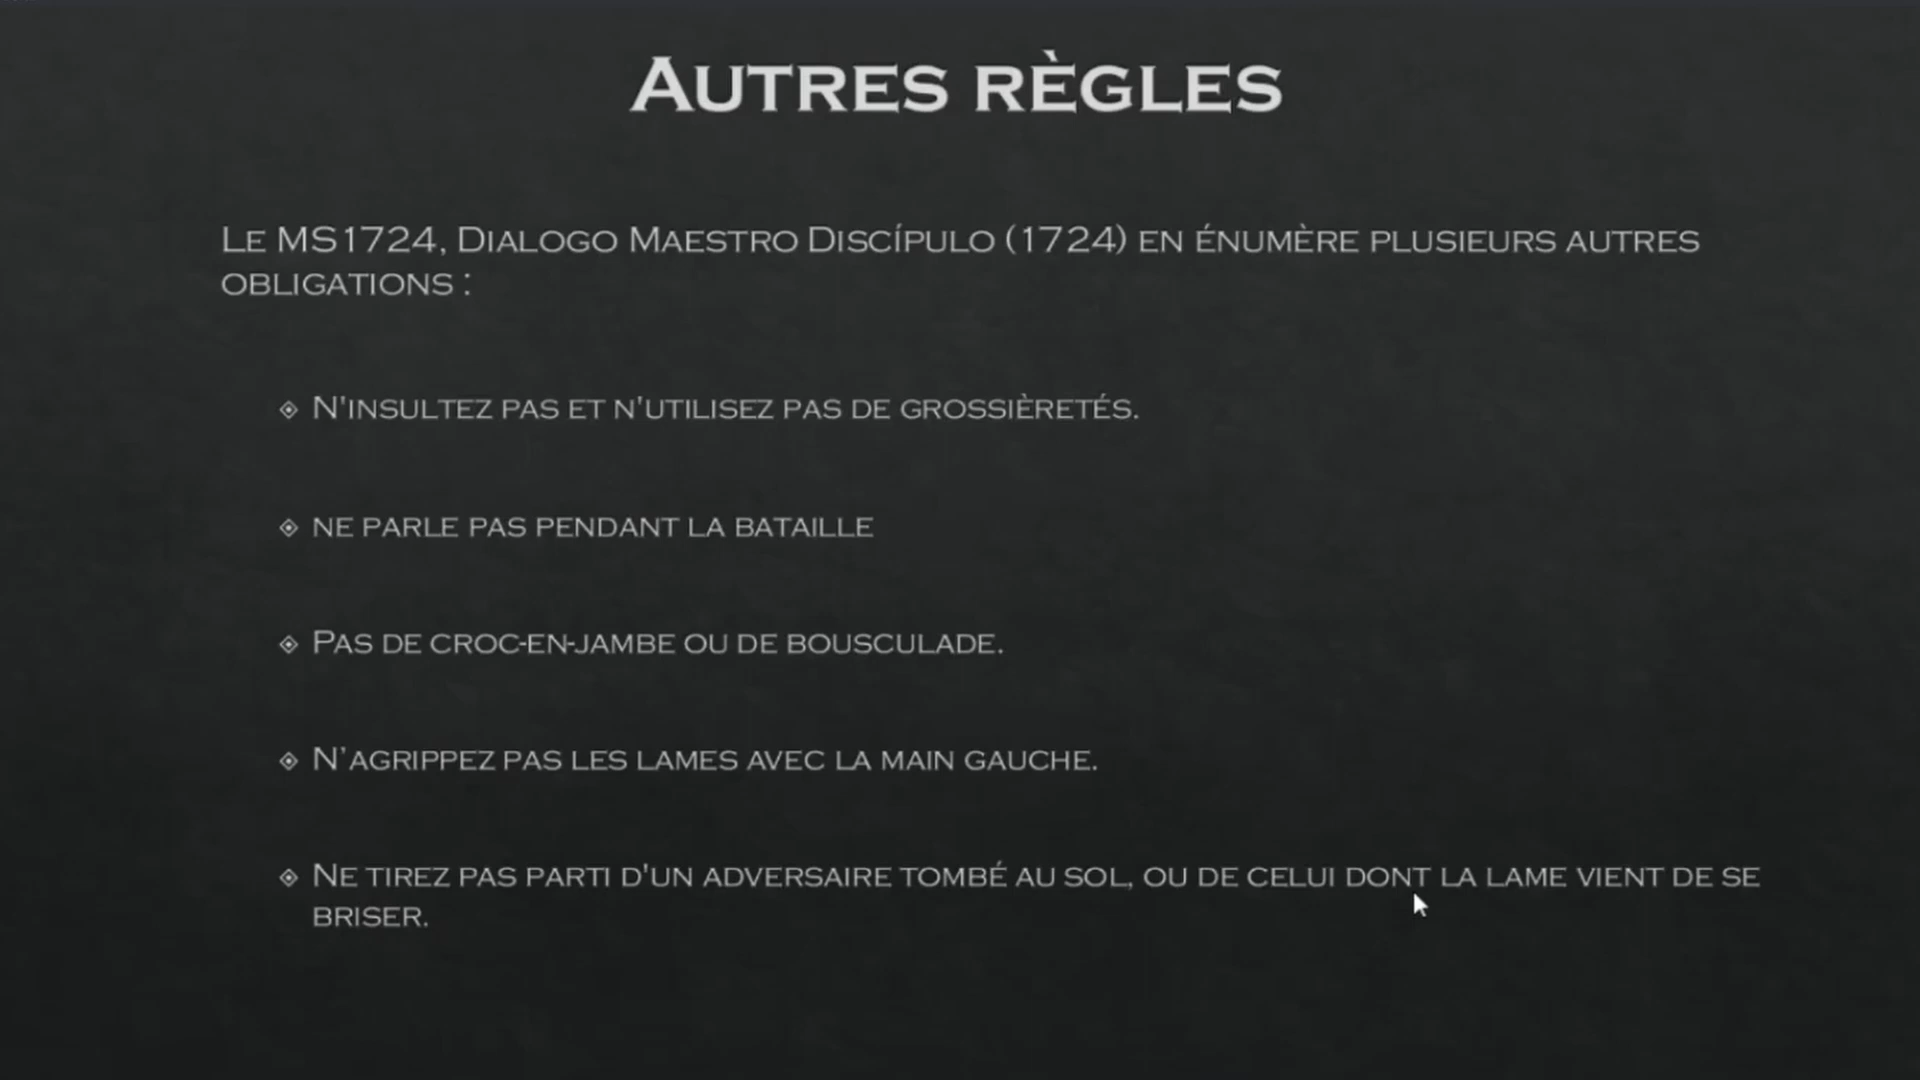 Autres règles
Le MS1724, Dialogo Maestro Discípulo (1724) en énumère plusieurs autres
obligations :
N'insultez pas et n'utilisez pas de grossièretés.
ne parle pas pendant la bataille
Pas de croc-en-jambe ou de bousculade.
N'agrippez pas les lames avec la main gauche.
Ne tirez pas parti d'un adversaire tombé au sol, ou de celui dont la lame vient de se
briser.